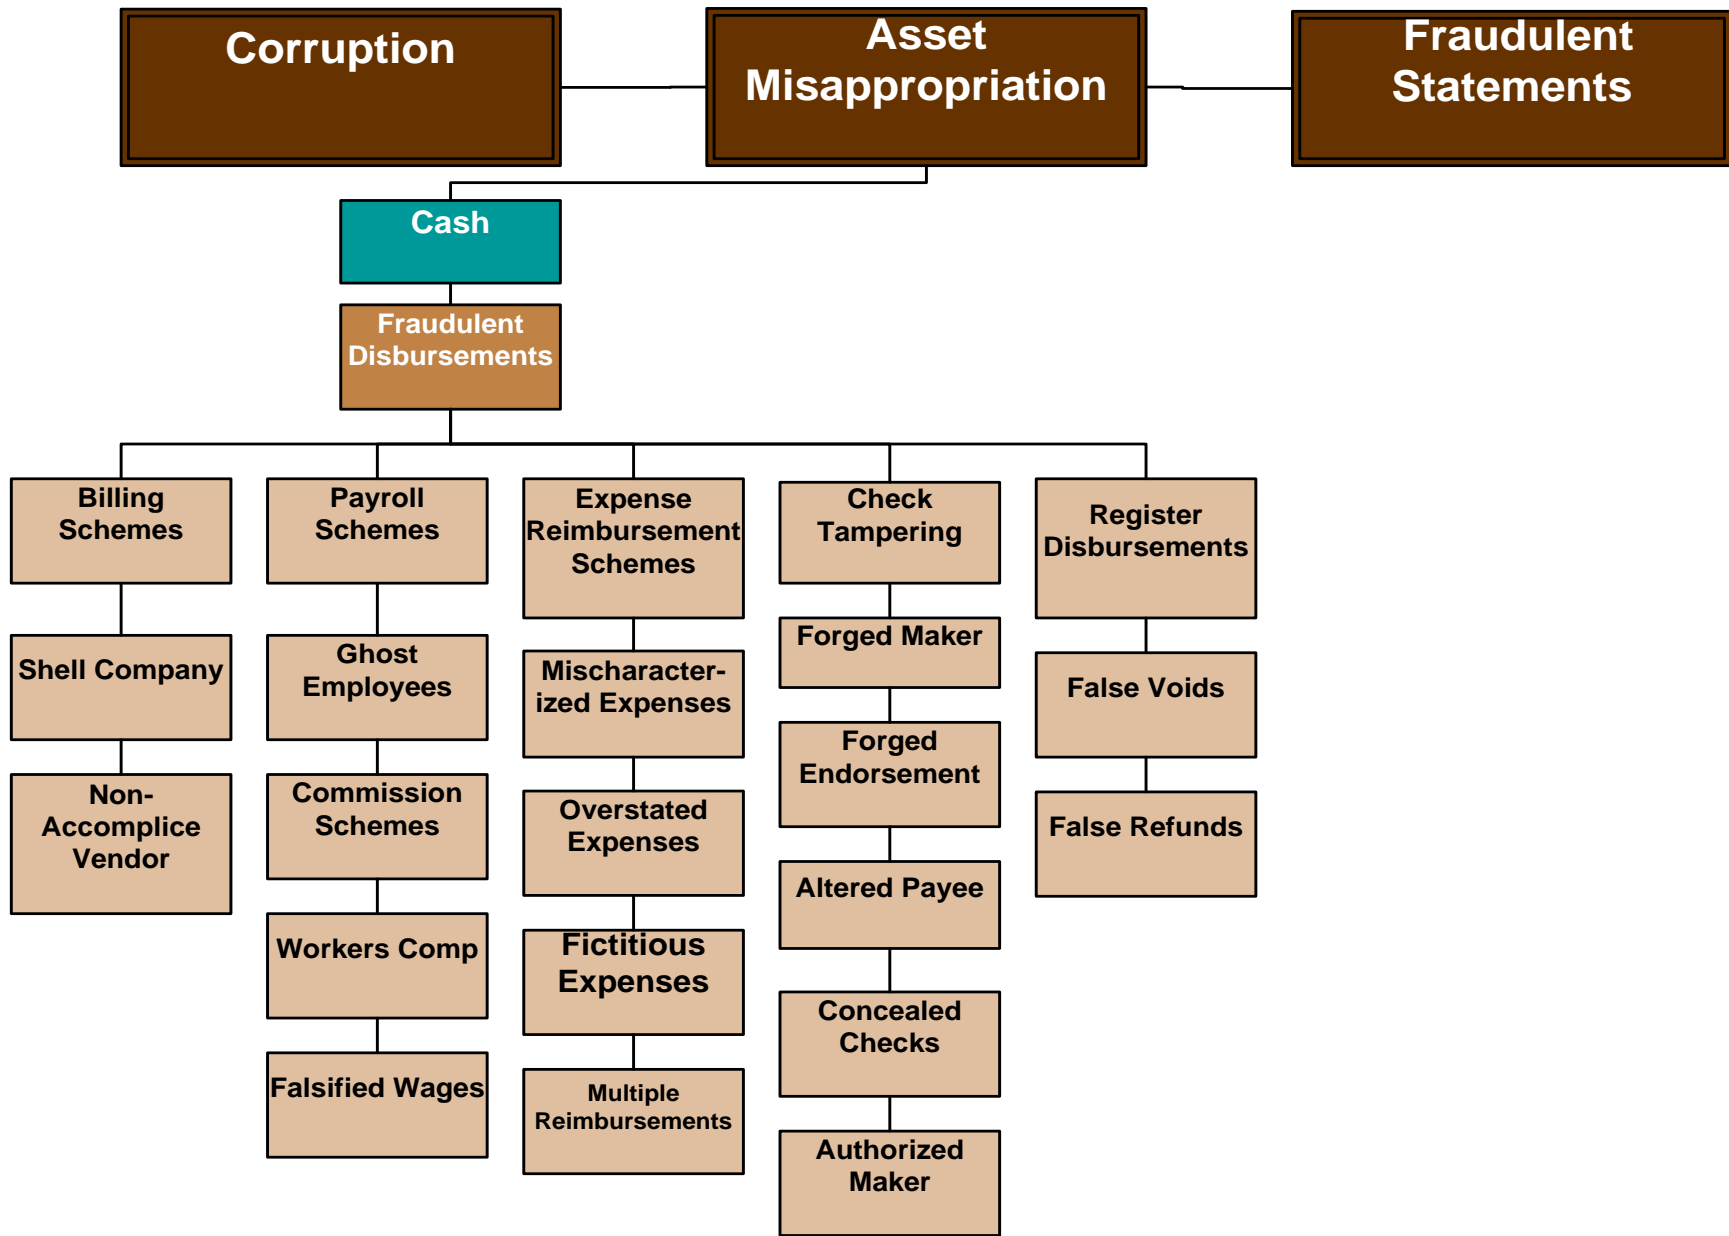 Corruption
Asset
Misappropriation
Fraudulent
Statements
Cash
Fraudulent
Disbursements
Billing
Schemes
Shell Company
Non-
Accomplice
Vendor
Payroll
Schemes
Ghost
Employees
Commission
Schemes
Workers Comp
Falsified Wages
Expense
Reimbursement
Schemes
Mischaracter-
ized Expenses
Overstated
Expenses
Fictitious
Expenses
Multiple
Reimbursements
Check
Tampering
Forged Maker
Forged
Endorsement
Altered Payee
Concealed
Checks
Authorized
Maker
Register
Disbursements
False Voids
False Refunds